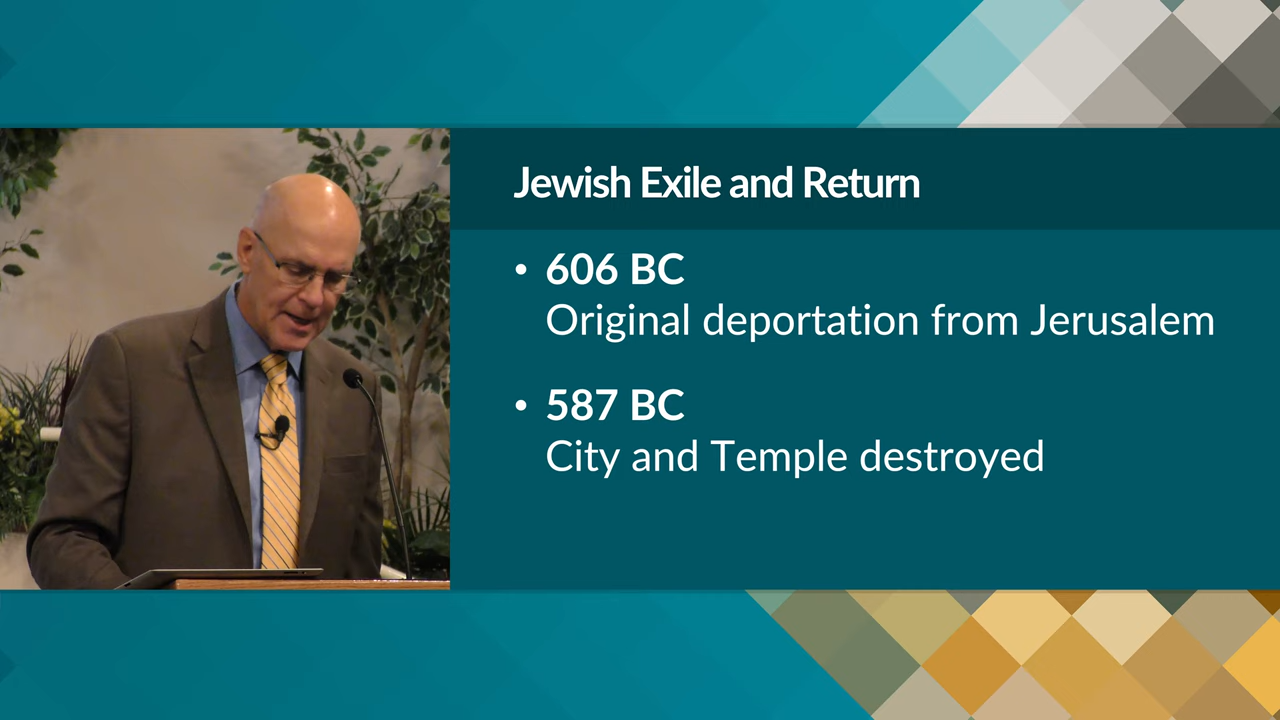 Jewish Exile and Return
• 606 BC
Original deportation from Jerusalem
• 587 BC
City and Temple destroyed